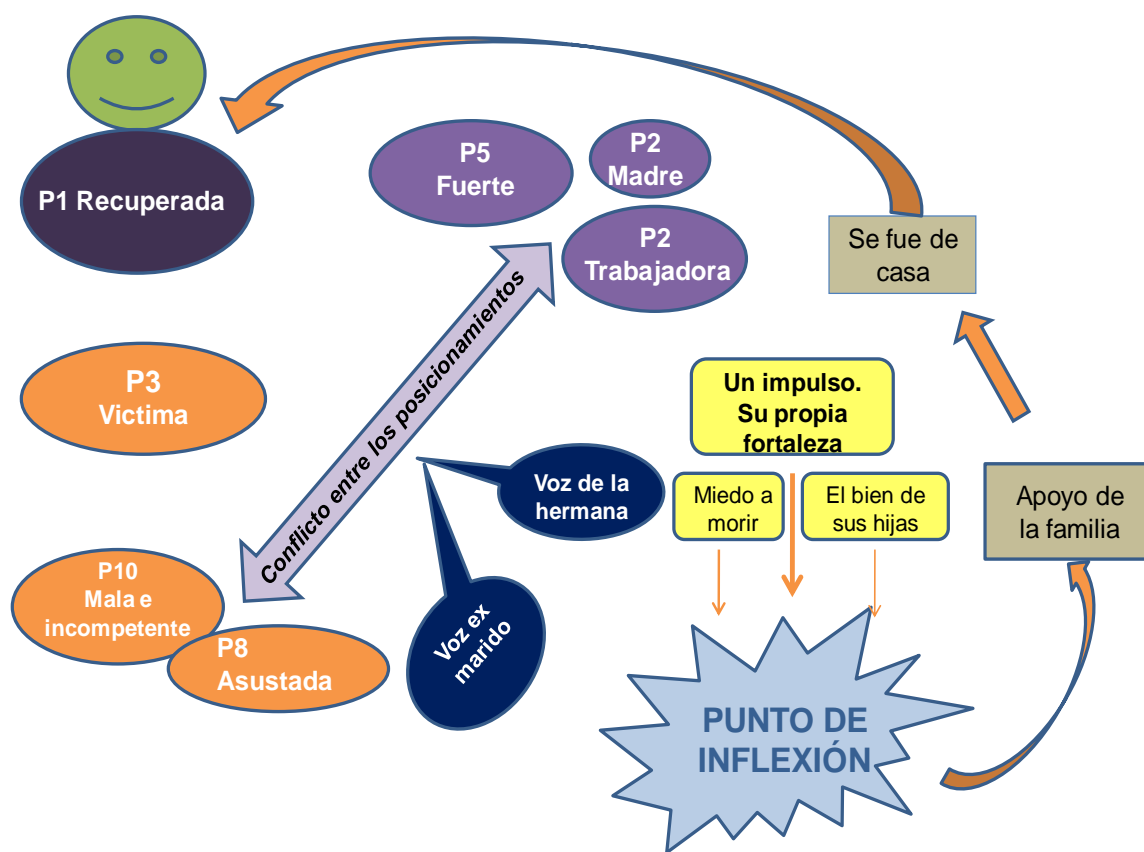 P1 Recuperada
P5
Fuerte
P2
Madre
P2
Trabajadora
Se fue de
casa
P3
Victima
Conflicto entre los posicionamientos
Un impulso.
Su propia
fortaleza
Voz de la
hermana
Miedo a
morir
El bien de
sus hijas
Apoyo de
la familia
P10
Mala e
incompetente
P8
Asustada
Voz ex
marido
PUNTO DE
INFLEXIÓN